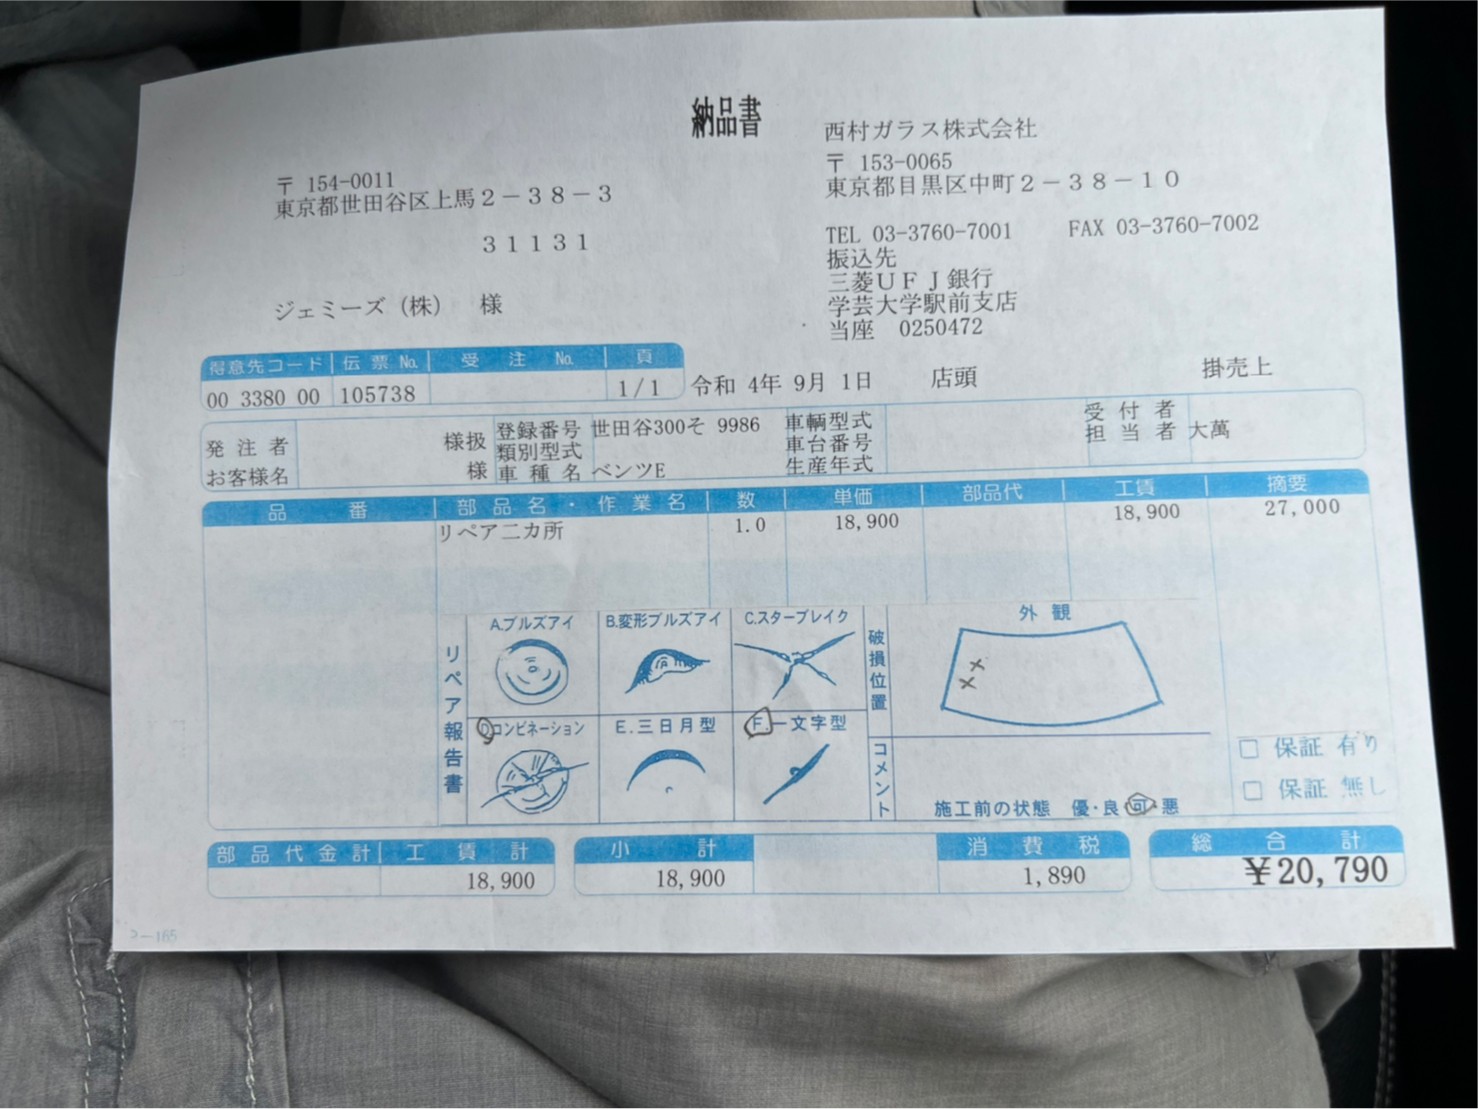 納品書
〒 154-0011
東京都世田谷区上馬2－38－3
31131
ジェミーズ（株） 様
西村ガラス株式会社
〒 153-0065
東京都目黒区中町2－38－10
TEL 03-3760-7001 FAX 03-3760-7002
振込先
三菱UFJ銀行
学芸大学駅前支店
当座 0250472
得意先コード 伝票No. 受注No. 頁
00 3380 00 105738 1/1 令和 4年 9月 1日 店頭 掛売上
発注者 様扱 登録番号 世田谷300そ 9986 車輌型式 受付者
類別型式 車台番号 担当者 大萬
お客様名 様 車種名 ベンツE 生産年式
品番 部品名・作業名 数 単価 部品代 工賃 摘要
リペア二カ所 1.0 18,900 18,900 27,000
リペア報告書
A.ブルズアイ B.変形ブルズアイ C.スターブレイク
D.コンビネーション E.三日月型 F.一文字型
破損位置
外観
× ×
コメント
施工前の状態 優・良・可・悪
□ 保証 有り
□ 保証 無し
部品代金計 工賃計 小計 消費税 総合計
18,900 18,900 1,890 ￥20,790
-165